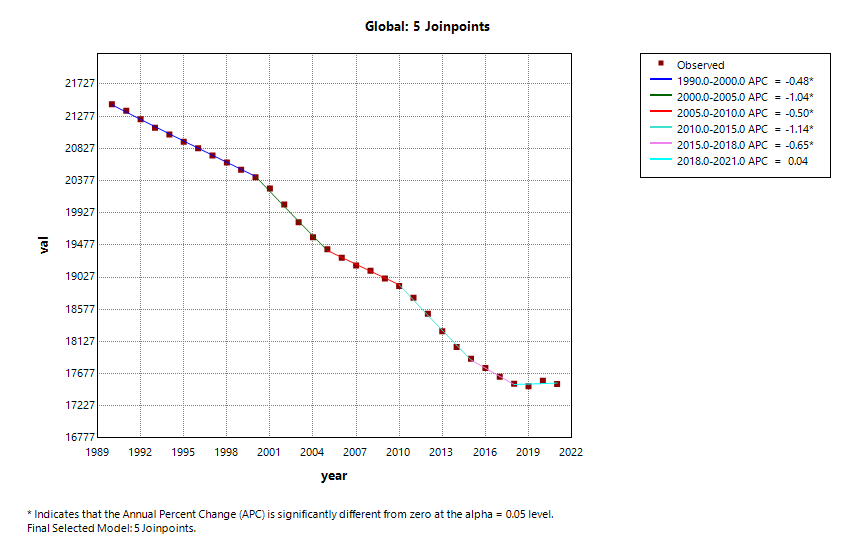 Global: 5 Joinpoints
Observed
1990.0-2000.0 APC = -0.48*
2000.0-2005.0 APC = -1.04*
2005.0-2010.0 APC = -0.50*
2010.0-2015.0 APC = -1.14*
2015.0-2018.0 APC = -0.65*
2018.0-2021.0 APC = 0.04
val
21727
21277
20827
20377
19927
19477
19027
18577
18127
17677
17227
16777
1989 1992 1995 1998 2001 2004 2007 2010 2013 2016 2019 2022
year
* Indicates that the Annual Percent Change (APC) is significantly different from zero at the alpha = 0.05 level.
Final Selected Model: 5 Joinpoints.